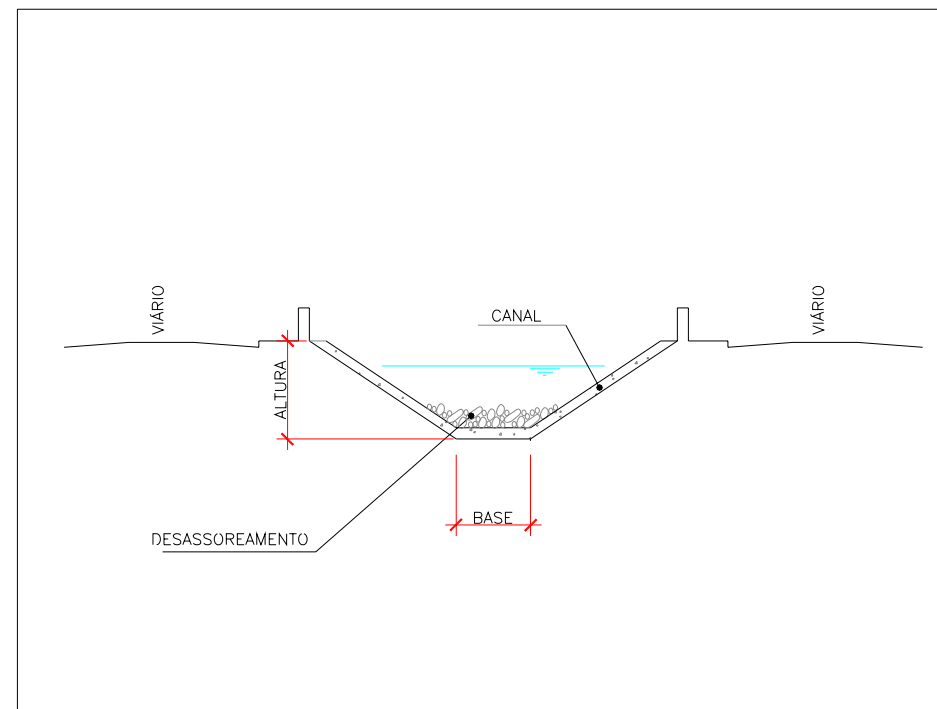 VIÁRIO
CANAL
VIÁRIO
ALTURA
BASE
DESASSOREAMENTO